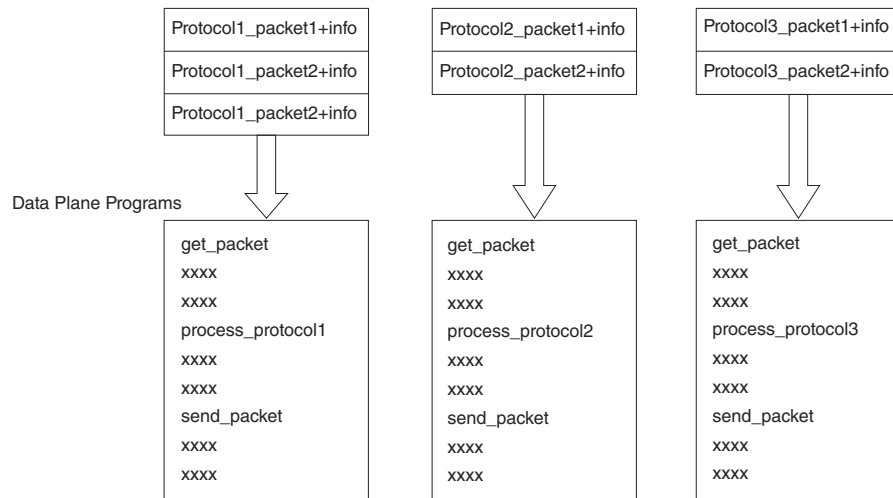 Protocol1_packet1+info
Protocol1_packet2+info
Protocol1_packet2+info
Protocol2_packet1+info
Protocol2_packet2+info
Protocol3_packet1+info
Protocol3_packet2+info
Data Plane Programs
get_packet
xxxx
xxxx
process_protocol1
xxxx
xxxx
send_packet
xxxx
xxxx
get_packet
xxxx
xxxx
process_protocol2
xxxx
xxxx
send_packet
xxxx
xxxx
get_packet
xxxx
xxxx
process_protocol3
xxxx
xxxx
send_packet
xxxx
xxxx